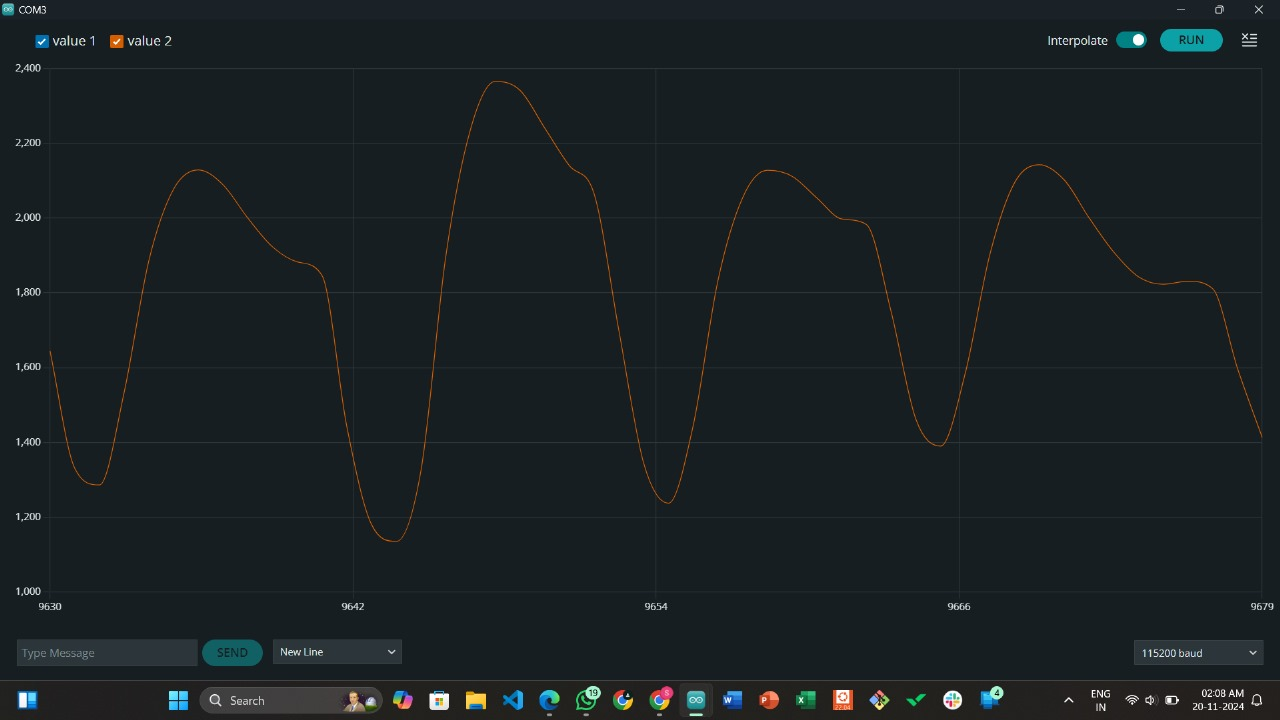 COM3
value 1 value 2 Interpolate RUN
2,400
2,200
2,000
1,800
1,600
1,400
1,200
1,000
9630 9642 9654 9666 9679
Type Message SEND New Line 115200 baud
Search 19 S 22.04 4 ENG 02:08 AM
IN 20-11-2024